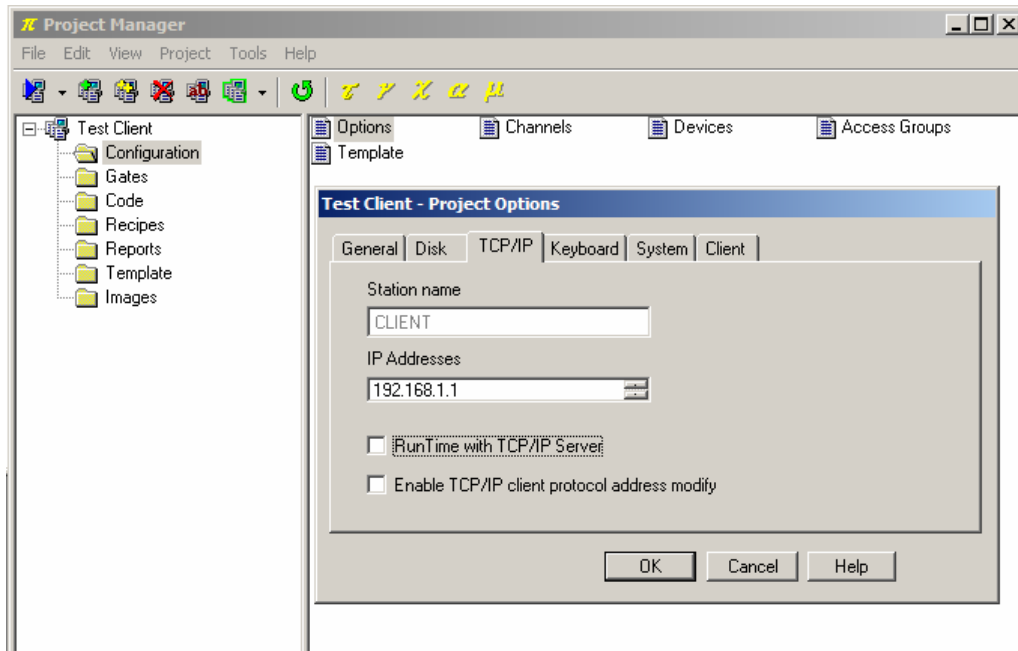 π Project Manager
File Edit View Project Tools Help
τ γ χ α μ
Test Client
Configuration
Gates
Code
Recipes
Reports
Template
Images
Options Channels Devices Access Groups
Template
Test Client - Project Options
General Disk TCP/IP Keyboard System Client
Station name
CLIENT
IP Addresses
192.168.1.1
RunTime with TCP/IP Server
Enable TCP/IP client protocol address modify
OK Cancel Help